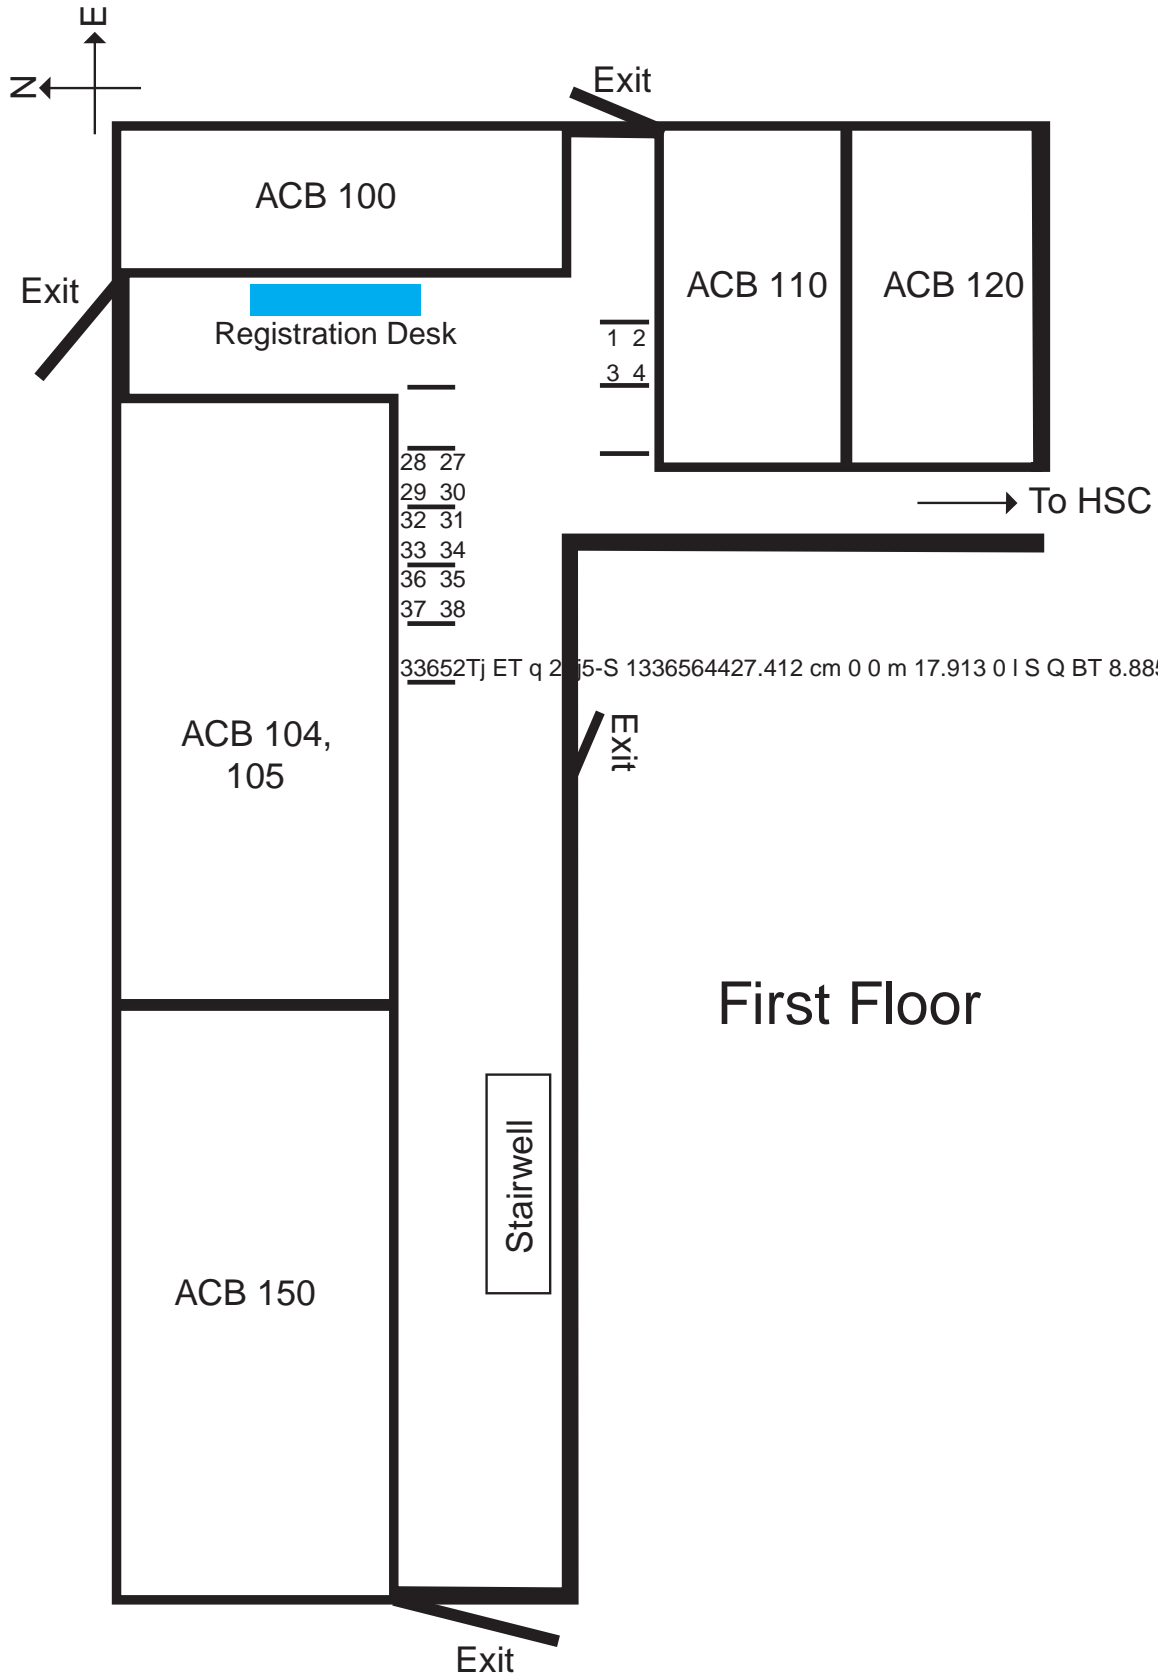 E
N
Exit
ACB 100
Exit
ACB 110
ACB 120
Registration Desk
1 2
3 4
28 27
29 30
To HSC
32 31
33 34
36 35
37 38
33652Tj ET q 2 j5-S 1336564427.412 cm 0 0 m 17.913 0 l S Q BT 8.885
Exit
ACB 104,
105
First Floor
Stairwell
ACB 150
Exit